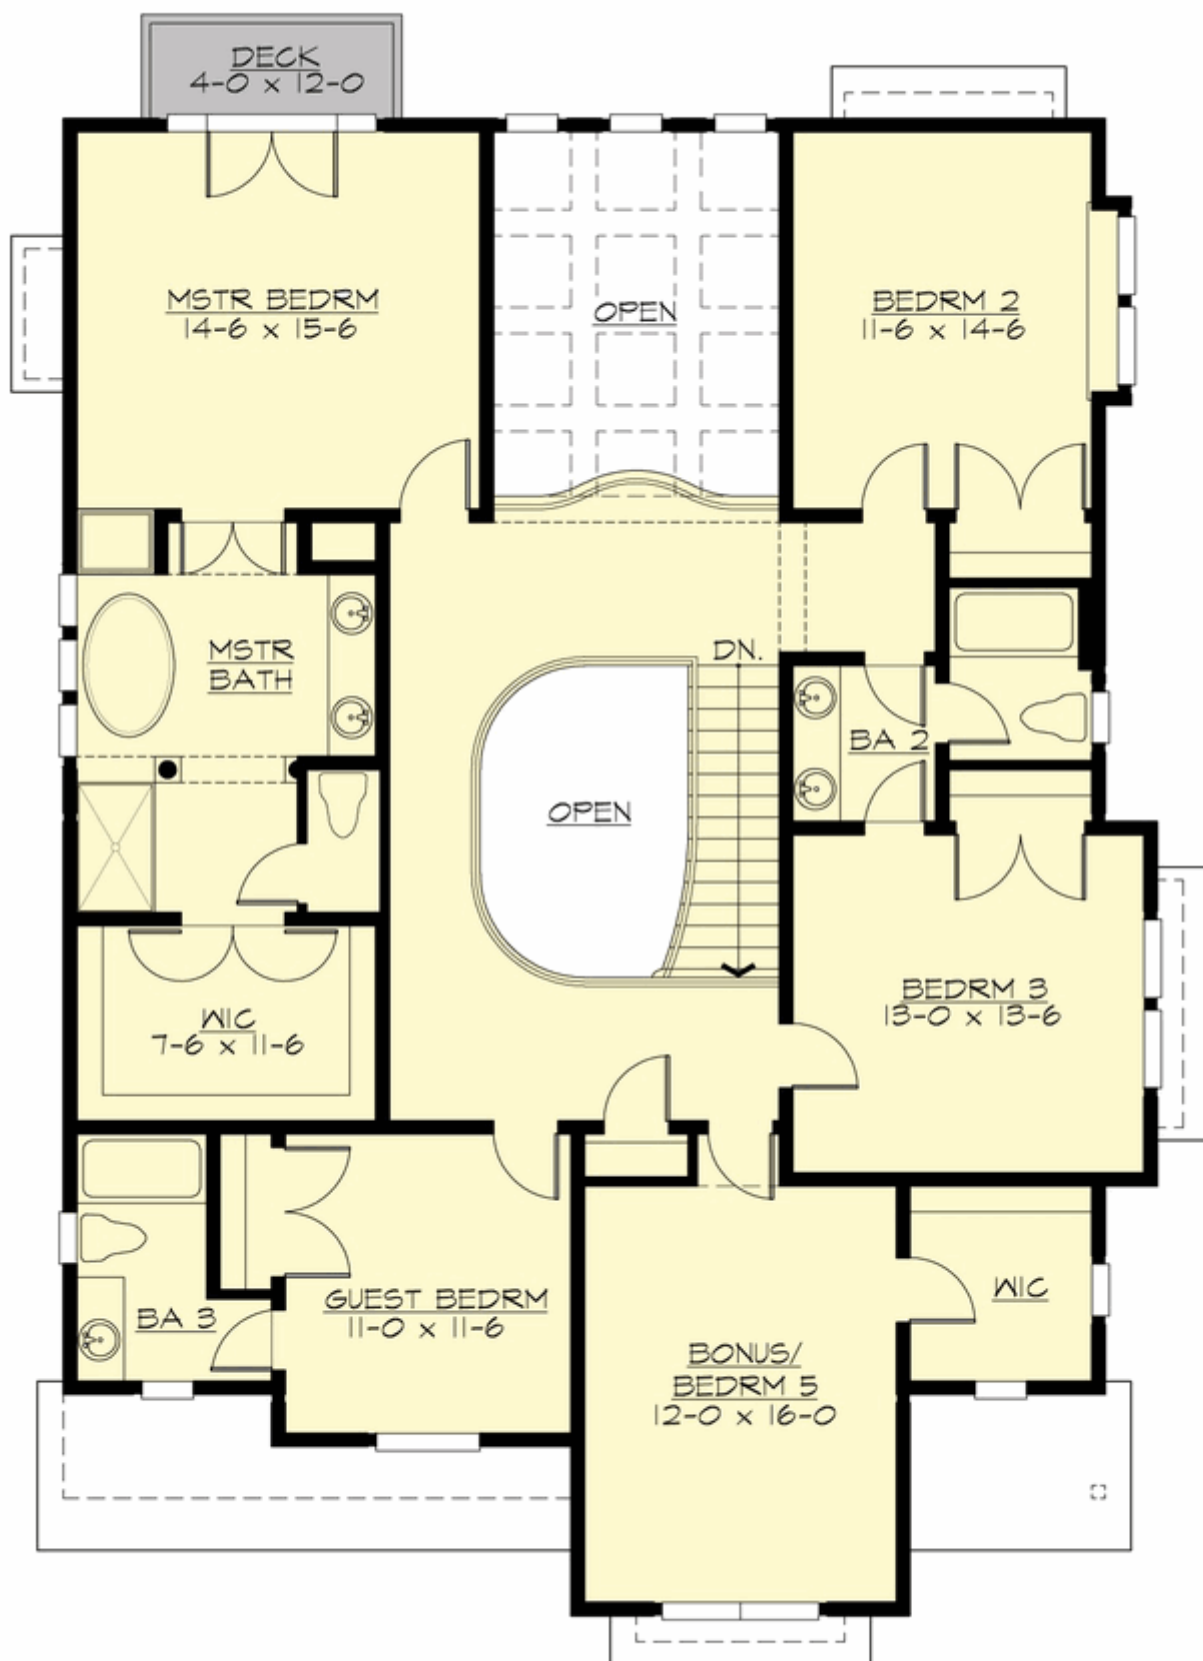 DECK
4-0 x 12-0
MSTR BEDRM
14-6 x 15-6
OPEN
BEDRM 2
11-6 x 14-6
MSTR
BATH
DN.
BA 2
OPEN
WIC
7-6 x 11-6
BEDRM 3
13-0 x 13-6
BA 3
GUEST BEDRM
11-0 x 11-6
WIC
BONUS/
BEDRM 5
12-0 x 16-0